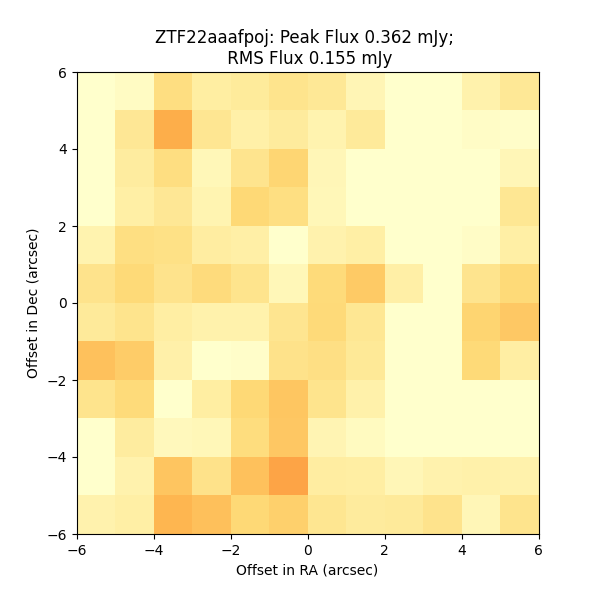 ZTF22aaafpoj: Peak Flux 0.362 mJy;
RMS Flux 0.155 mJy
6
4
2
0
−2
−4
−6
Offset in Dec (arcsec)
−6 −4 −2 0 2 4 6
Offset in RA (arcsec)